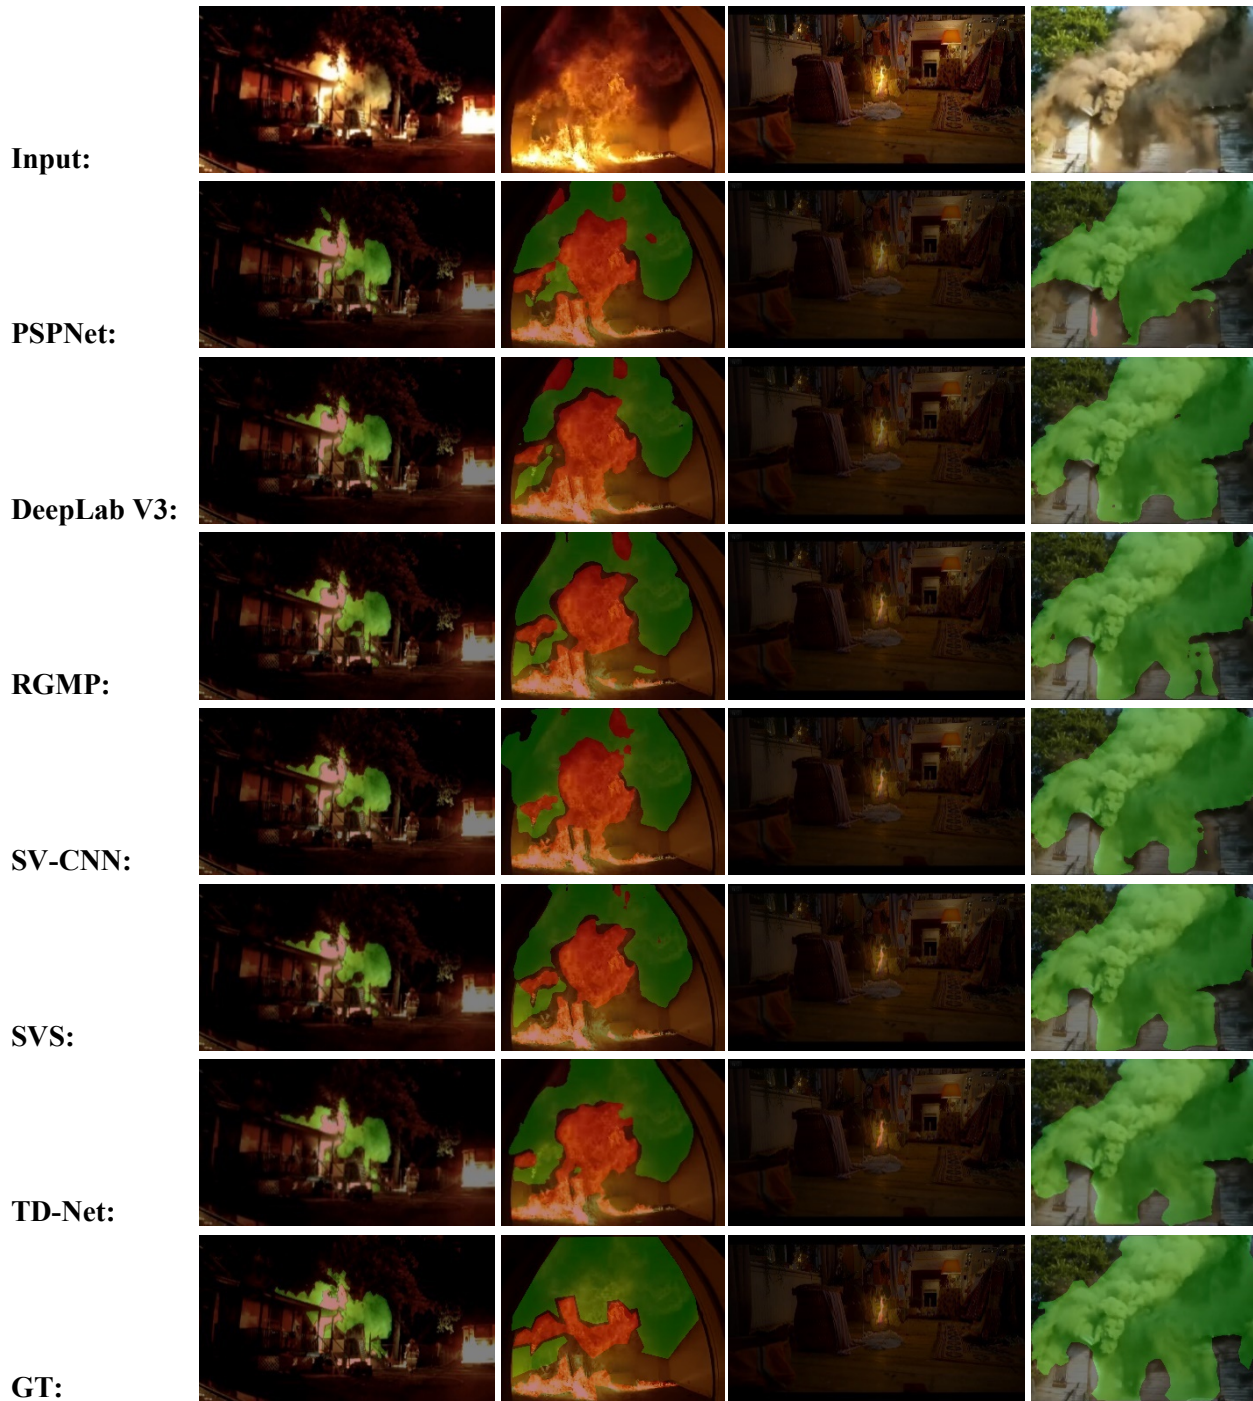 Input:
PSPNet:
DeepLab V3:
RGMP:
SV-CNN:
SVS:
TD-Net:
GT: